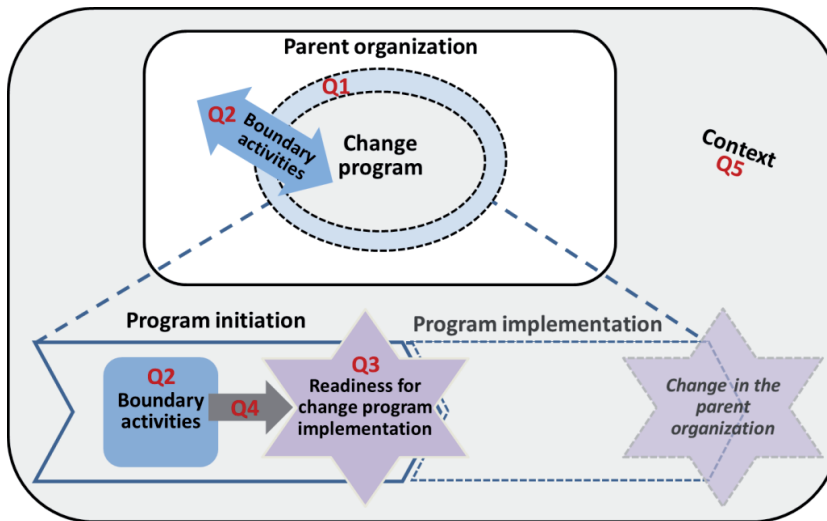 Parent organization
Q1
Q2
Boundary
activities
Change
program
Context
Q5
Program initiation
Program implementation
Q2
Boundary
activities
Q4
Q3
Readiness for
change program
implementation
Change in the
parent
organization